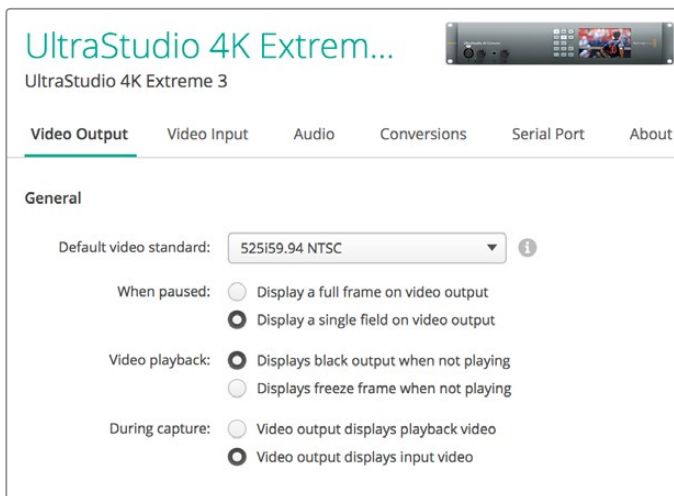 UltraStudio 4K Extrem...
UltraStudio 4K Extreme 3
Video Output Video Input Audio Conversions Serial Port About
General
Default video standard: 525i59.94 NTSC
When paused: Display a full frame on video output
Display a single field on video output
Video playback: Displays black output when not playing
Displays freeze frame when not playing
During capture: Video output displays playback video
Video output displays input video